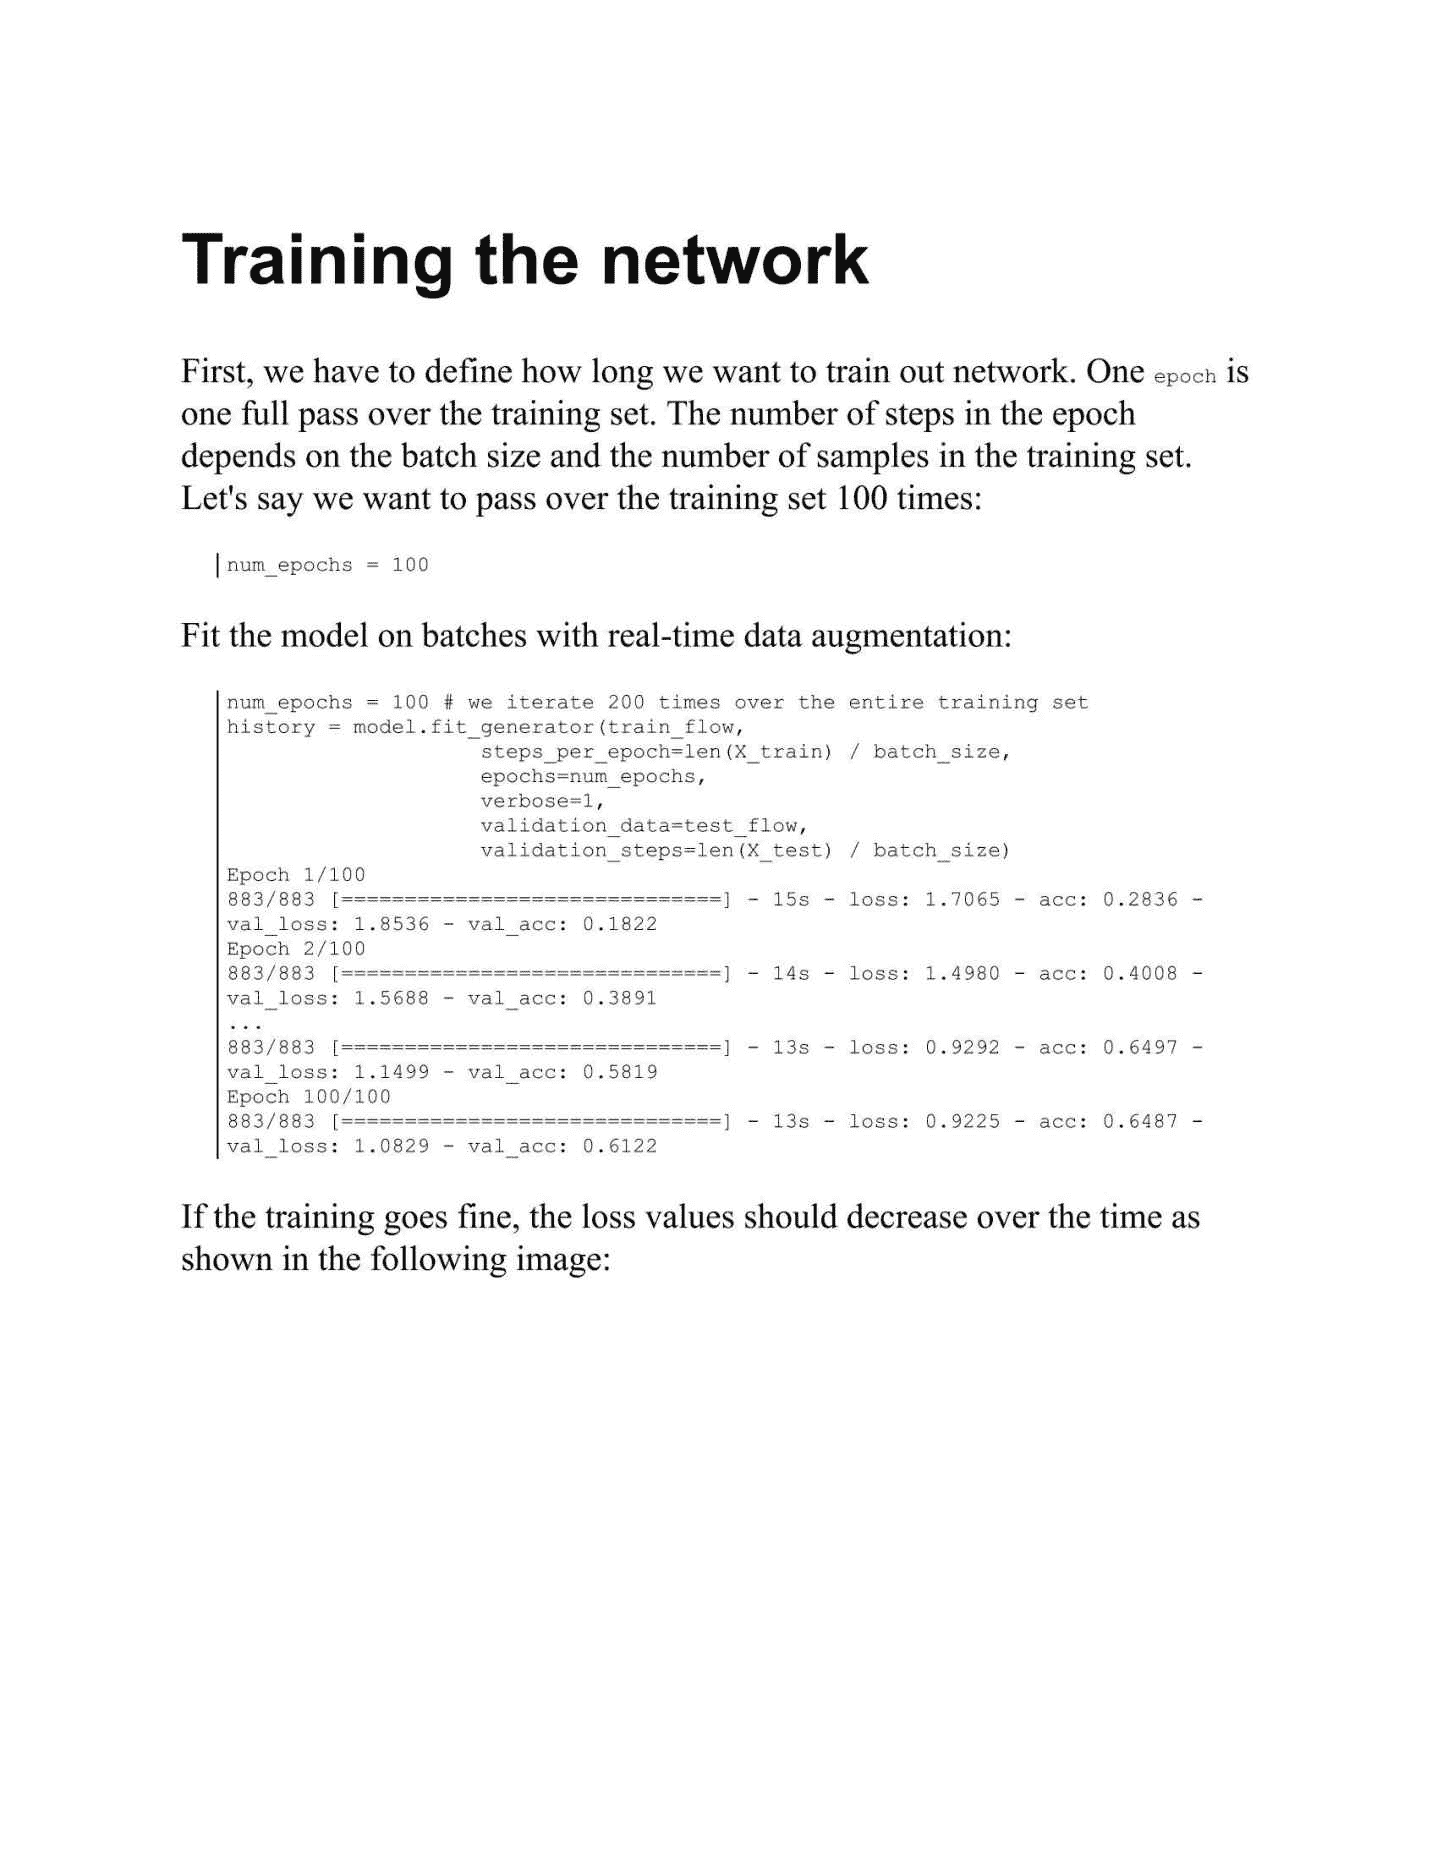 Training the network
First, we have to define how long we want to train out network. One epoch is
one full pass over the training set. The number of steps in the epoch
depends on the batch size and the number of samples in the training set.
Let's say we want to pass over the training set 100 times:
num_epochs = 100
Fit the model on batches with real-time data augmentation:
num_epochs = 100 # we iterate 200 times over the entire training set
history = model.fit_generator(train_flow,
                    steps_per_epoch=len(X_train) / batch_size,
                    epochs=num_epochs,
                    verbose=1,
                    validation_data=test_flow,
                    validation_steps=len(X_test) / batch_size)
Epoch 1/100
883/883 [==============================] - 15s - loss: 1.7065 - acc: 0.2836 -
val_loss: 1.8536 - val_acc: 0.1822
Epoch 2/100
883/883 [==============================] - 14s - loss: 1.4980 - acc: 0.4008 -
val_loss: 1.5688 - val_acc: 0.3891
...
883/883 [==============================] - 13s - loss: 0.9292 - acc: 0.6497 -
val_loss: 1.1499 - val_acc: 0.5819
Epoch 100/100
883/883 [==============================] - 13s - loss: 0.9225 - acc: 0.6487 -
val_loss: 1.0829 - val_acc: 0.6122
If the training goes fine, the loss values should decrease over the time as
shown in the following image: